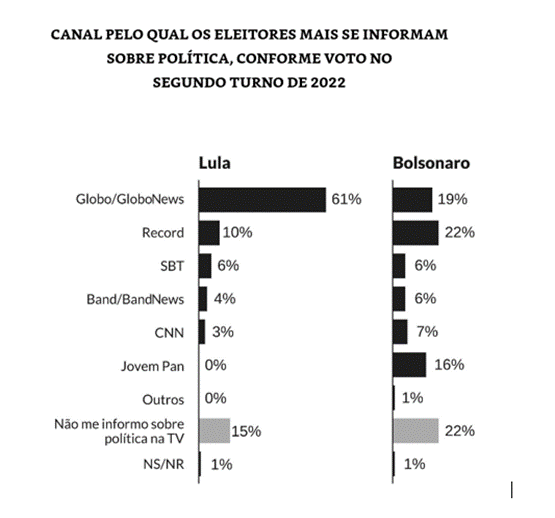 CANAL PELO QUAL OS ELEITORES MAIS SE INFORMAM
SOBRE POLÍTICA, CONFORME VOTO NO
SEGUNDO TURNO DE 2022
Lula Bolsonaro
Globo/GloboNews 61% 19%
Record 10% 22%
SBT 6% 6%
Band/BandNews 4% 6%
CNN 3% 7%
Jovem Pan 0% 16%
Outros 0% 1%
Não me informo sobre
política na TV 15% 22%
NS/NR 1% 1%